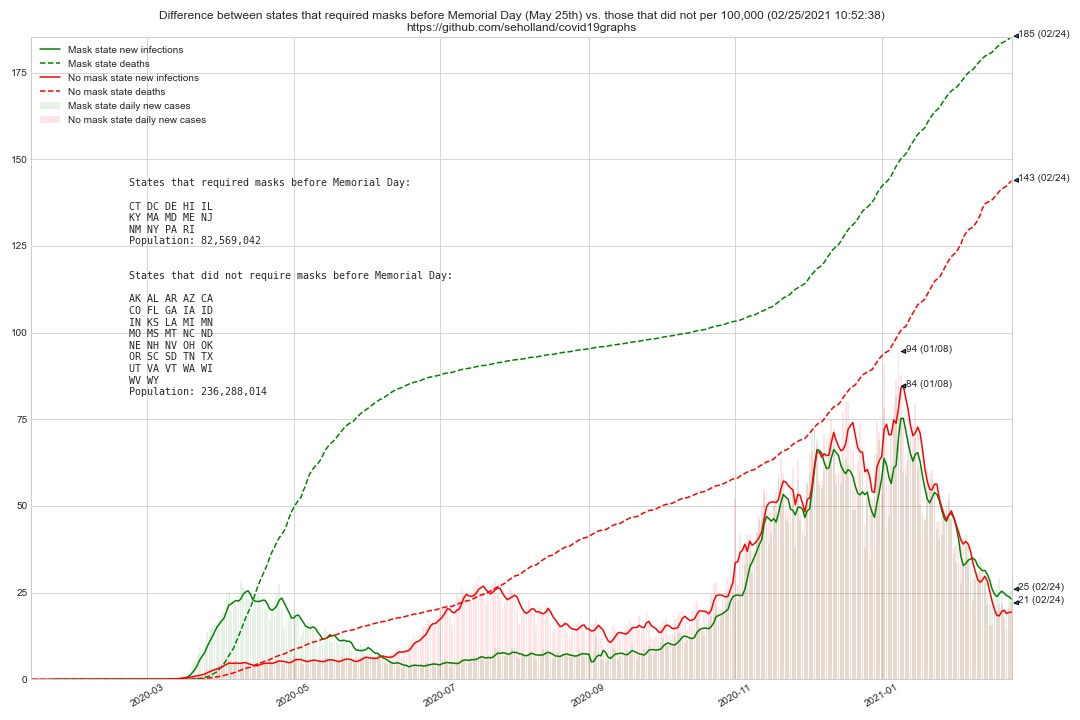 Difference between states that required masks before Memorial Day (May 25th) vs. those that did not per 100,000 (02/25/2021 10:52:38)
https://github.com/seholland/covid19graphs
Mask state new infections
Mask state deaths
No mask state new infections
No mask state deaths
Mask state daily new cases
No mask state daily new cases
States that required masks before Memorial Day:
CT DC DE HI IL
KY MA MD ME NJ
NM NY PA RI
Population: 82,569,042
States that did not require masks before Memorial Day:
AK AL AR AZ CA
CO FL GA IA ID
IN KS LA MI MN
MO MS MT NC ND
NE NH NV OH OK
OR SC SD TN TX
UT VA VT WA WI
WV WY
Population: 236,288,014
185 (02/24)
143 (02/24)
94 (01/08)
84 (01/08)
25 (02/24)
21 (02/24)
175
150
125
100
75
50
25
0
2020-03
2020-05
2020-07
2020-09
2020-11
2021-01